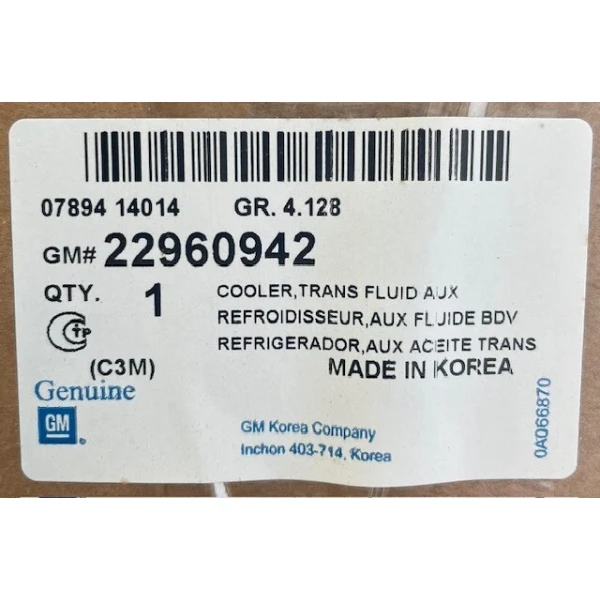 07894 14014 GR. 4.128
GM# 22960942
QTY. 1 COOLER,TRANS FLUID AUX
REFROIDISSEUR,AUX FLUIDE BDV
REFRIGERADOR,AUX ACEITE TRANS
(C3M) MADE IN KOREA
Genuine
GM
GM Korea Company
Inchon 403-714, Korea
0A066870